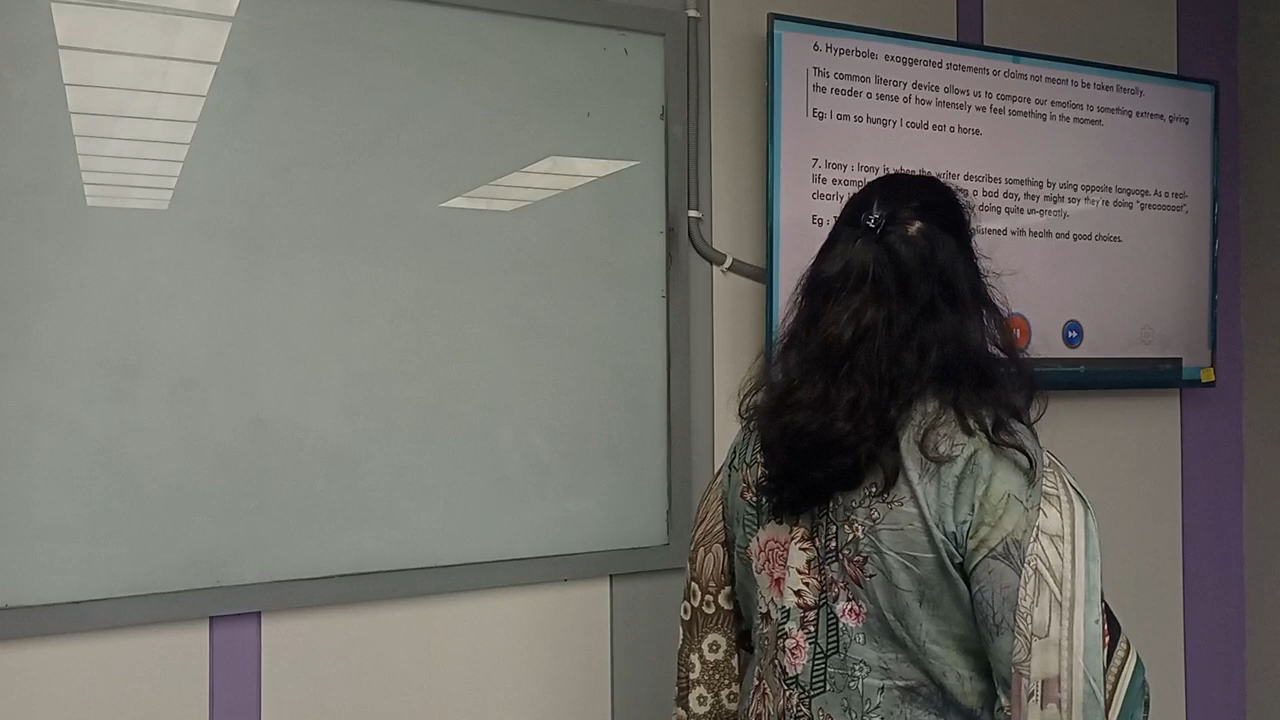 6. Hyperbole: exaggerated statements or claims not meant to be taken literally.
This common literary device allows us to compare our emotions to something extreme, giving
the reader a sense of how intensely we feel something in the moment.
Eg: I am so hungry I could eat a horse.
7. Irony : Irony is when the writer describes something by using opposite language. As a real-
life a bad day, they might say they're doing "greaaaaaat",
clearly doing quite un-greatly.
Eg : listened with health and good choices.